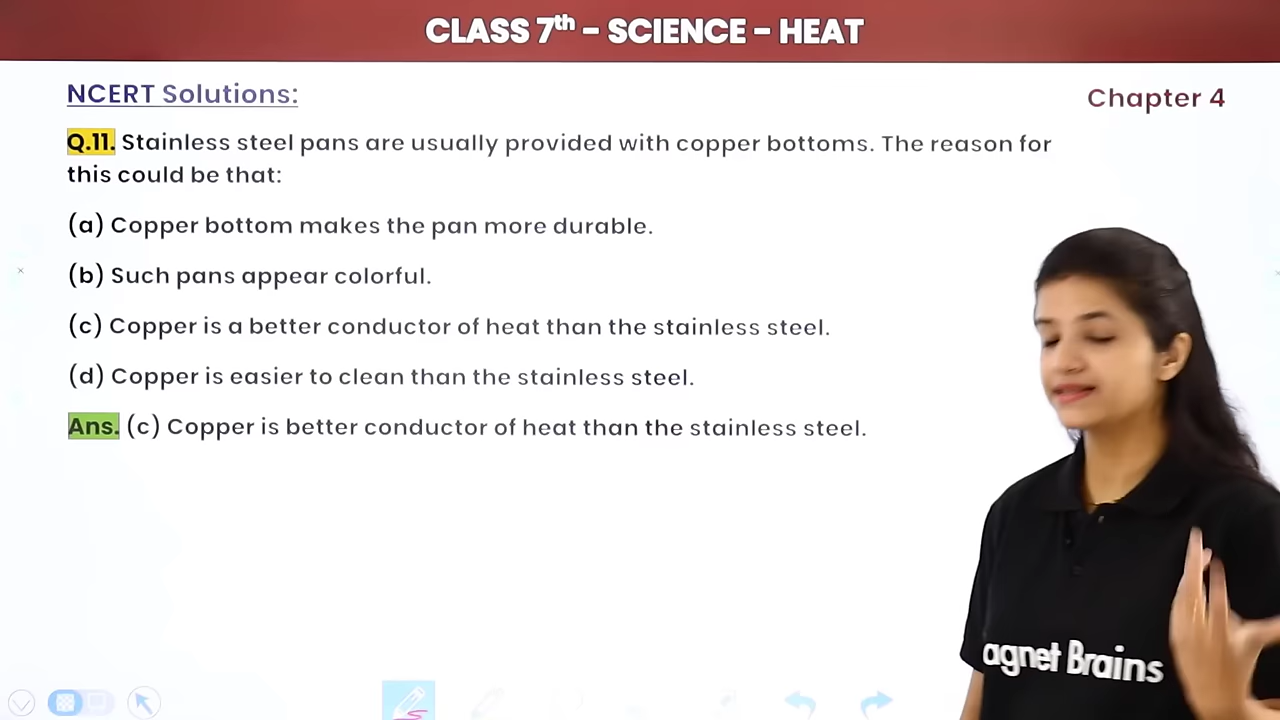 CLASS 7th – SCIENCE – HEAT
NCERT Solutions:
Chapter 4
Q.11. Stainless steel pans are usually provided with copper bottoms. The reason for
this could be that:
(a) Copper bottom makes the pan more durable.
(b) Such pans appear colorful.
(c) Copper is a better conductor of heat than the stainless steel.
(d) Copper is easier to clean than the stainless steel.
Ans. (c) Copper is better conductor of heat than the stainless steel.
agnet Brains